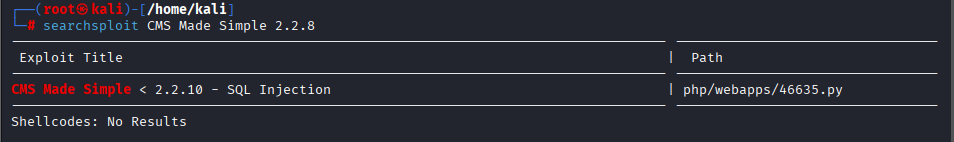 ┌──(root㉿kali)-[/home/kali]
└─# searchsploit CMS Made Simple 2.2.8
Exploit Title | Path
CMS Made Simple < 2.2.10 - SQL Injection | php/webapps/46635.py
Shellcodes: No Results